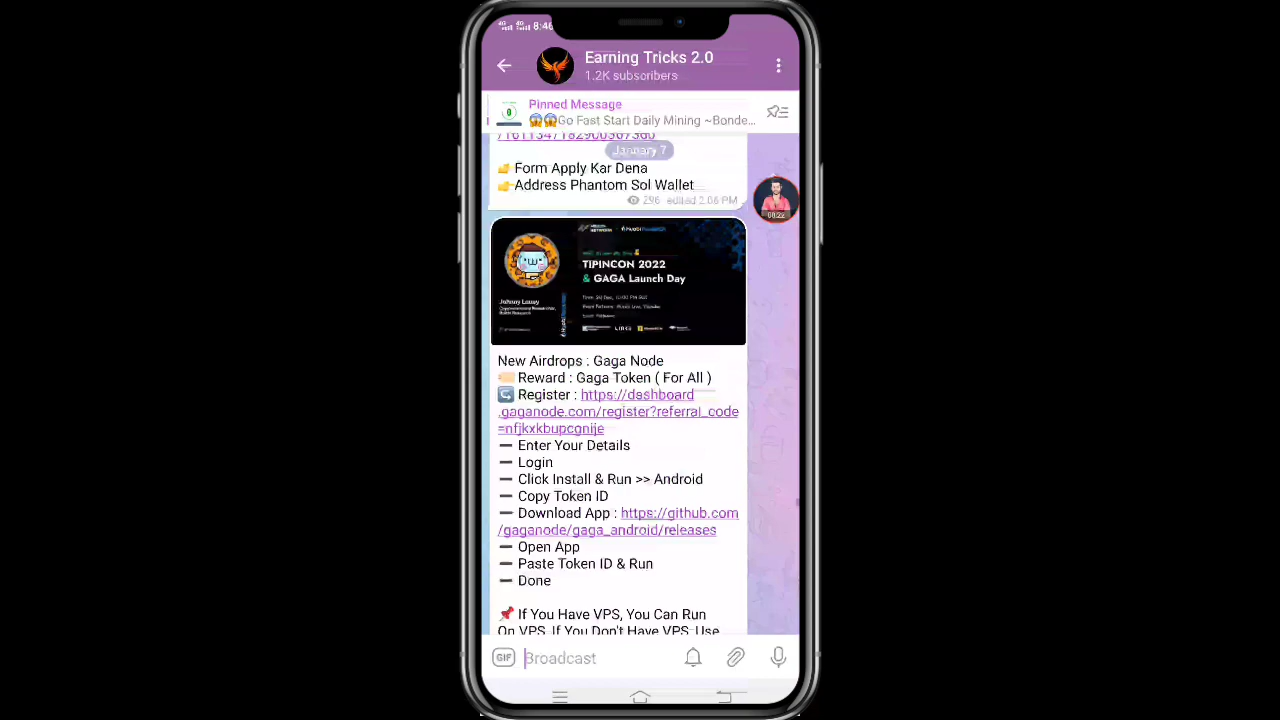 8:46
Earning Tricks 2.0
1.2K subscribers
Pinned Message
😱😱Go Fast Start Daily Mining ~Bonde...
January 7
👉 Form Apply Kar Dena
👉Address Phantom Sol Wallet
296 edited 2:08 PM
08:22
TIPINCON 2022
& GAGA Launch Day
Johnny Louey
New Airdrops : Gaga Node
Reward : Gaga Token ( For All )
Register : https://dashboard
.gaganode.com/register?referral_code
=nfjkxkbupcgnije
➖ Enter Your Details
➖ Login
➖ Click Install & Run >> Android
➖ Copy Token ID
➖ Download App : https://github.com
/gaganode/gaga_android/releases
➖ Open App
➖ Paste Token ID & Run
➖ Done
📌 If You Have VPS, You Can Run
On VPS, If You Don't Have VPS, Use
GIF Broadcast